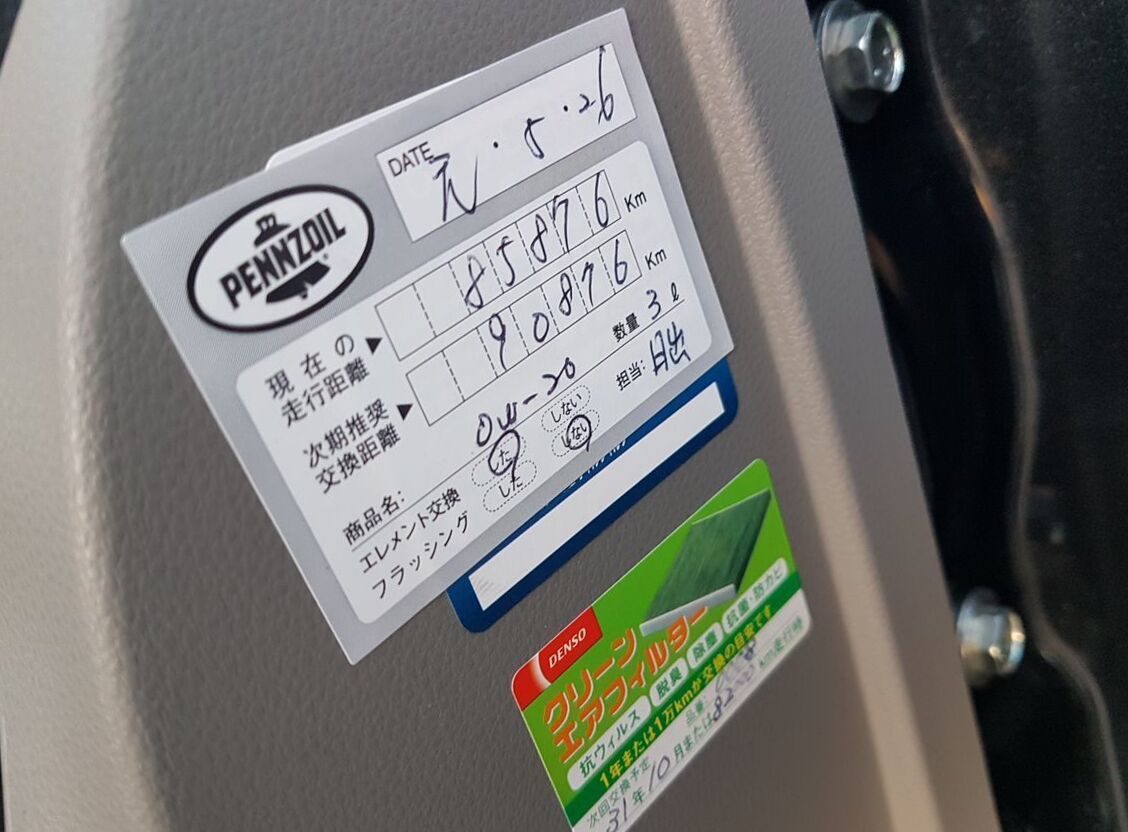 DATE 元・5・26
PENNZOIL
現在の走行距離 ▶ 85876 Km
次期推奨交換距離 ▶ 90876 Km
商品名: 0W-20 数量 3ℓ
エレメント交換 した しない 担当:
フラッシング した しない
DENSO
クリーン
エアフィルター
抗ウィルス 脱臭 除塵 抗菌・防カビ
1年または1万kmが交換の目安です
品番:
次回交換予定
31年10月または km走行時